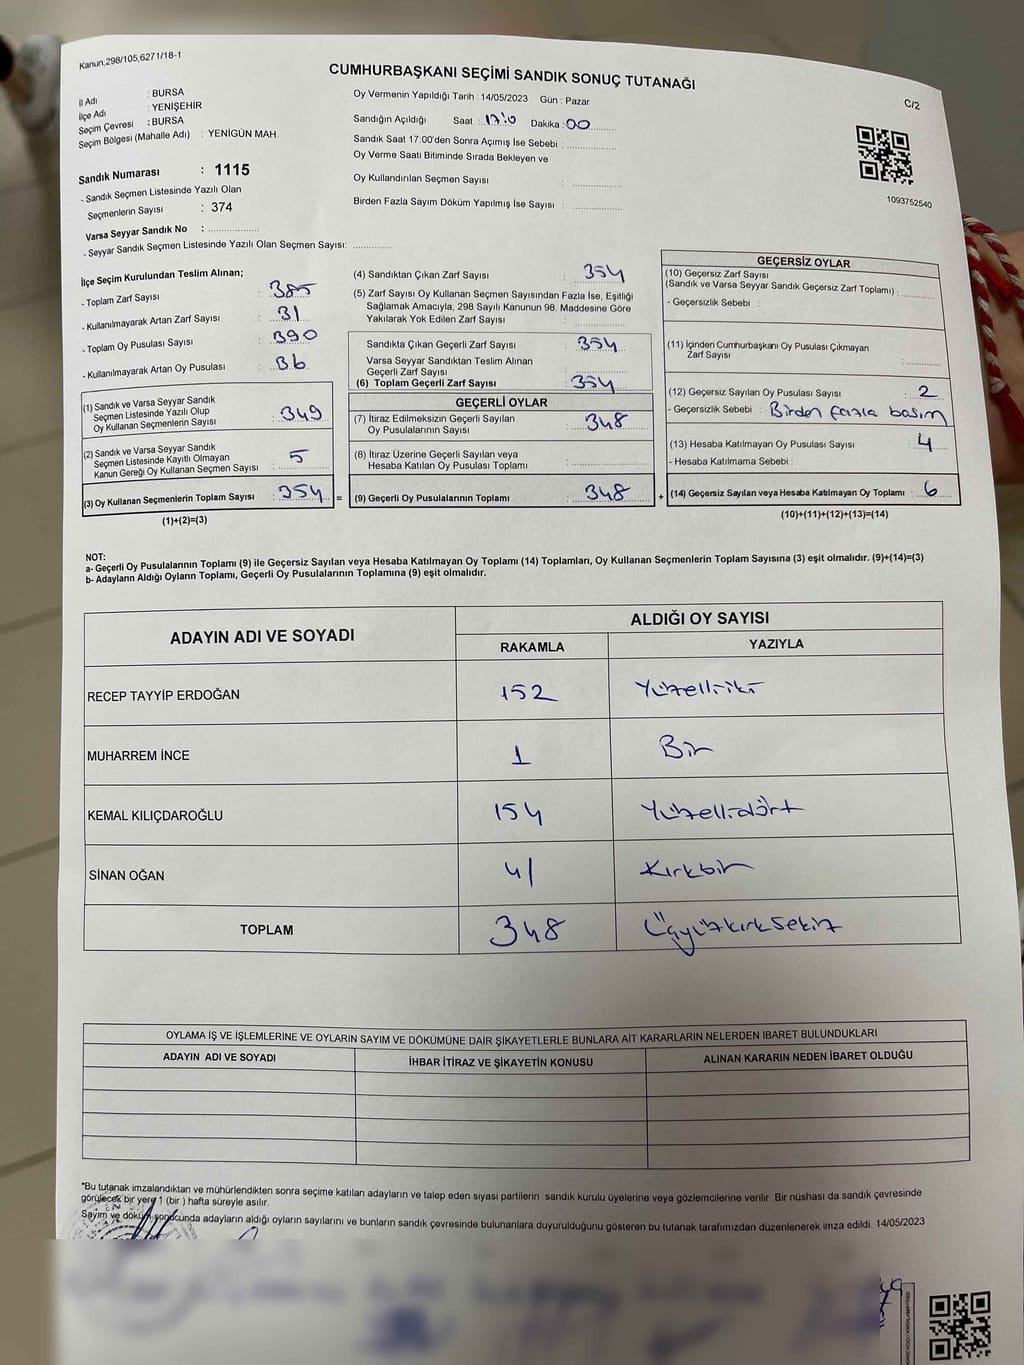 Kanun,298/105,6271/18-1
CUMHURBAŞKANI SEÇİMİ SANDIK SONUÇ TUTANAĞI
C/2
İl Adı : BURSA
İlçe Adı : YENİŞEHİR
Seçim Çevresi : BURSA
Seçim Bölgesi (Mahalle Adı) : YENİGÜN MAH.
Sandık Numarası : 1115
- Sandık Seçmen Listesinde Yazılı Olan
Seçmenlerin Sayısı : 374
Varsa Seyyar Sandık No :
- Seyyar Sandık Seçmen Listesinde Yazılı Olan Seçmen Sayısı:
Oy Vermenin Yapıldığı Tarih : 14/05/2023 Gün : Pazar
Sandığın Açıldığı Saat : Dakika : 00
Sandık Saat 17:00'den Sonra Açımış İse Sebebi :
Oy Verme Saati Bitiminde Sırada Bekleyen ve
Oy Kullandırılan Seçmen Sayısı :
Birden Fazla Sayım Döküm Yapılmış İse Sayısı :
1093752540
İlçe Seçim Kurulundan Teslim Alınan;
- Toplam Zarf Sayısı : 385
- Kullanılmayarak Artan Zarf Sayısı : 31
- Toplam Oy Pusulası Sayısı : 390
- Kullanılmayarak Artan Oy Pusulası : 36
(1) Sandık ve Varsa Seyyar Sandık
Seçmen Listesinde Yazılı Olup
Oy Kullanan Seçmenlerin Sayısı : 349
(2) Sandık ve Varsa Seyyar Sandık
Seçmen Listesinde Kayıtlı Olmayan
Kanun Gereği Oy Kullanan Seçmen Sayısı : 5
(3) Oy Kullanan Seçmenlerin Toplam Sayısı : 354 =
(1)+(2)=(3)
(4) Sandıktan Çıkan Zarf Sayısı : 354
(5) Zarf Sayısı Oy Kullanan Seçmen Sayısından Fazla İse, Eşitliği
Sağlamak Amacıyla, 298 Sayılı Kanunun 98. Maddesine Göre
Yakılarak Yok Edilen Zarf Sayısı :
Sandıkta Çıkan Geçerli Zarf Sayısı : 354
Varsa Seyyar Sandıktan Teslim Alınan
Geçerli Zarf Sayısı :
(6) Toplam Geçerli Zarf Sayısı : 354
GEÇERLİ OYLAR
(7) İtiraz Edilmeksizin Geçerli Sayılan
Oy Pusulalarının Sayısı : 348
(8) İtiraz Üzerine Geçerli Sayılan veya
Hesaba Katılan Oy Pusulası Toplamı :
(9) Geçerli Oy Pusulalarının Toplamı : 348 +
GEÇERSİZ OYLAR
(10) Geçersiz Zarf Sayısı
(Sandık ve Varsa Seyyar Sandık Geçersiz Zarf Toplamı) :
- Geçersizlik Sebebi :
(11) İçinden Cumhurbaşkanı Oy Pusulası Çıkmayan
Zarf Sayısı :
(12) Geçersiz Sayılan Oy Pusulası Sayısı : 2
- Geçersizlik Sebebi : Birden fazla basım
(13) Hesaba Katılmayan Oy Pusulası Sayısı : 4
- Hesaba Katılmama Sebebi :
(14) Geçersiz Sayılan veya Hesaba Katılmayan Oy Toplamı : 6
(10)+(11)+(12)+(13)=(14)
NOT:
a- Geçerli Oy Pusulalarının Toplamı (9) ile Geçersiz Sayılan veya Hesaba Katılmayan Oy Toplamı (14) Toplamları, Oy Kullanan Seçmenlerin Toplam Sayısına (3) eşit olmalıdır. (9)+(14)=(3)
b- Adayların Aldığı Oyların Toplamı, Geçerli Oy Pusulalarının Toplamına (9) eşit olmalıdır.
ADAYIN ADI VE SOYADI
ALDIĞI OY SAYISI
RAKAMLA YAZIYLA
RECEP TAYYİP ERDOĞAN 152 Yüzelliiki
MUHARREM İNCE 1 Bir
KEMAL KILIÇDAROĞLU 154 Yüzellidört
SİNAN OĞAN 41 Kırkbir
TOPLAM 348 Üçyüzkırksekiz
OYLAMA İŞ VE İŞLEMLERİNE VE OYLARIN SAYIM VE DÖKÜMÜNE DAİR ŞİKAYETLERLE BUNLARA AİT KARARLARIN NELERDEN İBARET BULUNDUKLARI
ADAYIN ADI VE SOYADI İHBAR İTİRAZ VE ŞİKAYETİN KONUSU ALINAN KARARIN NEDEN İBARET OLDUĞU
"Bu tutanak imzalandıktan ve mühürlendikten sonra seçime katılan adayların ve talep eden siyasi partilerin sandık kurulu üyelerine veya gözlemcilerine verilir .Bir nüshası da sandık çevresinde
görülecek bir yere 1 (bir ) hafta süreyle asılır.
Sayım ve döküm sonucunda adayların aldığı oyların sayılarını ve bunların sandık çevresinde bulunanlara duyurulduğunu gösteren bu tutanak tarafımızdan düzenlenerek imza edildi. 14/05/2023